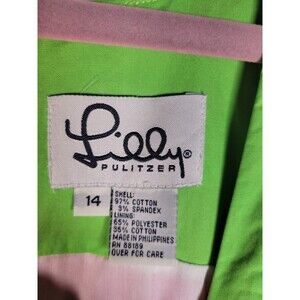 Lilly®
PULITZER
14
SHELL:
97% COTTON
3% SPANDEX
LINING:
65% POLYESTER
35% COTTON
MADE IN PHILIPPINES
RN 88189
OVER FOR CARE